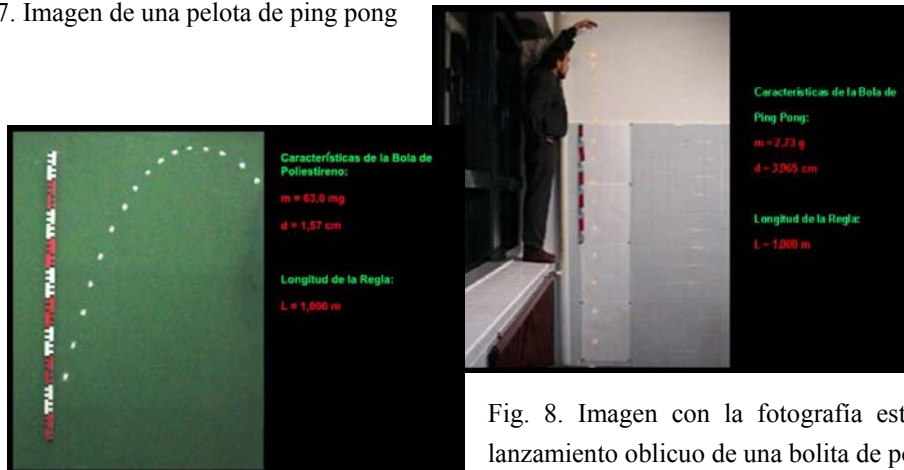 7. Imagen de una pelota de ping pong
Características de la Bola de
Ping Pong:
m = 2,73 g
d = 3,965 cm
Longitud de la Regla:
L = 1,000 m
Características de la Bola de
Poliestireno:
m = 63,0 mg
d = 1,57 cm
Longitud de la Regla:
L = 1,000 m
Fig. 8. Imagen con la fotografía est
lanzamiento oblicuo de una bolita de po